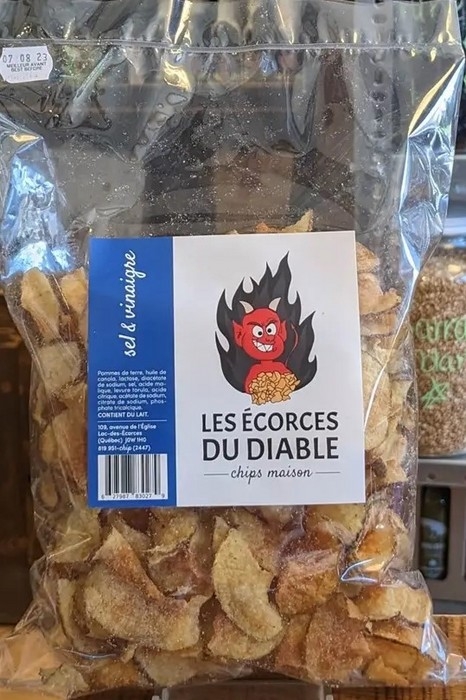 07 08 23
MEILLEUR AVANT
BEST BEFORE
sel & vinaigre
Pommes de terre, huile de
canola, lactose, diacétate
de sodium, sel, acide ma-
lique, levure torula, acide
citrique, acétate de sodium,
citrate de sodium, phos-
phate tricalcique.
CONTIENT DU LAIT.
109, avenue de l'Église
Lac-des-Écorces
(Québec) J0W 1H0
819 951-chip (2447)
LES ÉCORCES
DU DIABLE
chips maison